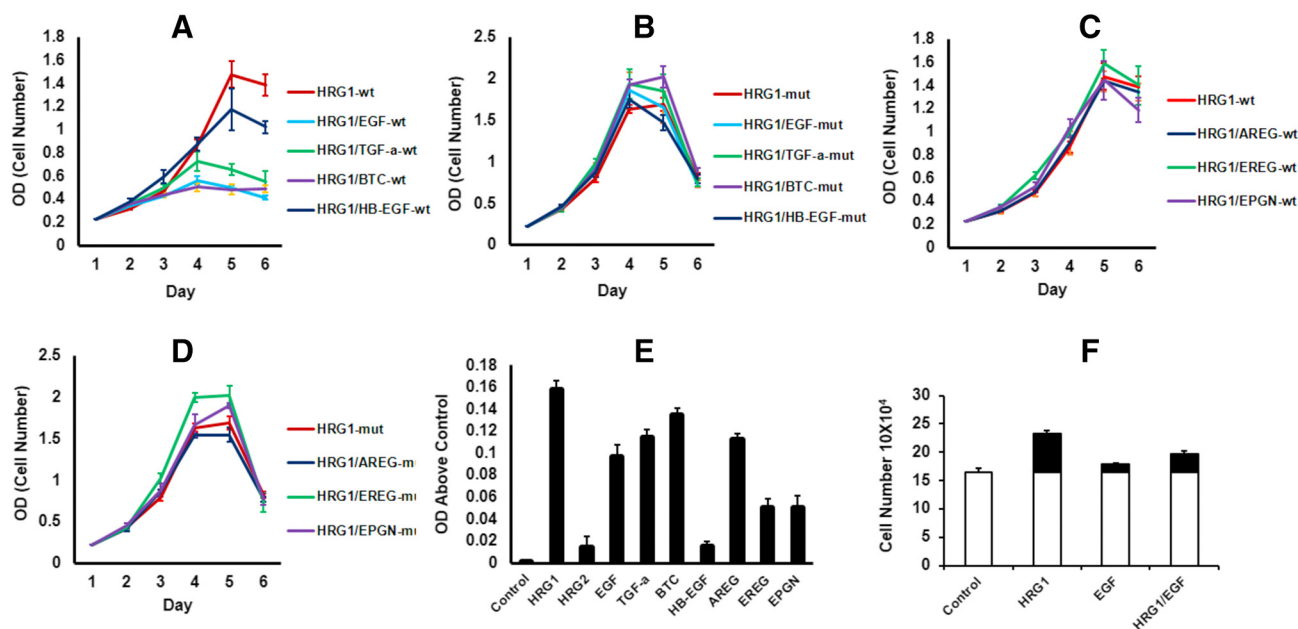 A
1.8
1.6
1.4
1.2
1
0.8
0.6
0.4
0.2
0
OD (Cell Number)
1 2 3 4 5 6
Day
HRG1-wt
HRG1/EGF-wt
HRG1/TGF-a-wt
HRG1/BTC-wt
HRG1/HB-EGF-wt
B
2.5
2
1.5
1
0.5
0
OD (Cell Number)
1 2 3 4 5 6
Day
HRG1-mut
HRG1/EGF-mut
HRG1/TGF-a-mut
HRG1/BTC-mut
HRG1/HB-EGF-mut
C
1.8
1.6
1.4
1.2
1
0.8
0.6
0.4
0.2
0
OD (Cell Number)
1 2 3 4 5 6
Day
HRG1-wt
HRG1/AREG-wt
HRG1/EREG-wt
HRG1/EPGN-wt
D
2.5
2
1.5
1
0.5
0
OD (Cell Number)
1 2 3 4 5 6
Day
HRG1-mut
HRG1/AREG-mu
HRG1/EREG-mu
HRG1/EPGN-mu
E
0.18
0.16
0.14
0.12
0.1
0.08
0.06
0.04
0.02
0
OD Above Control
Control
HRG1
HRG2
EGF
TGF-a
BTC
HB-EGF
AREG
EREG
EPGN
F
30
25
20
15
10
5
0
Cell Number 10X10⁴
Control
HRG1
EGF
HRG1/EGF